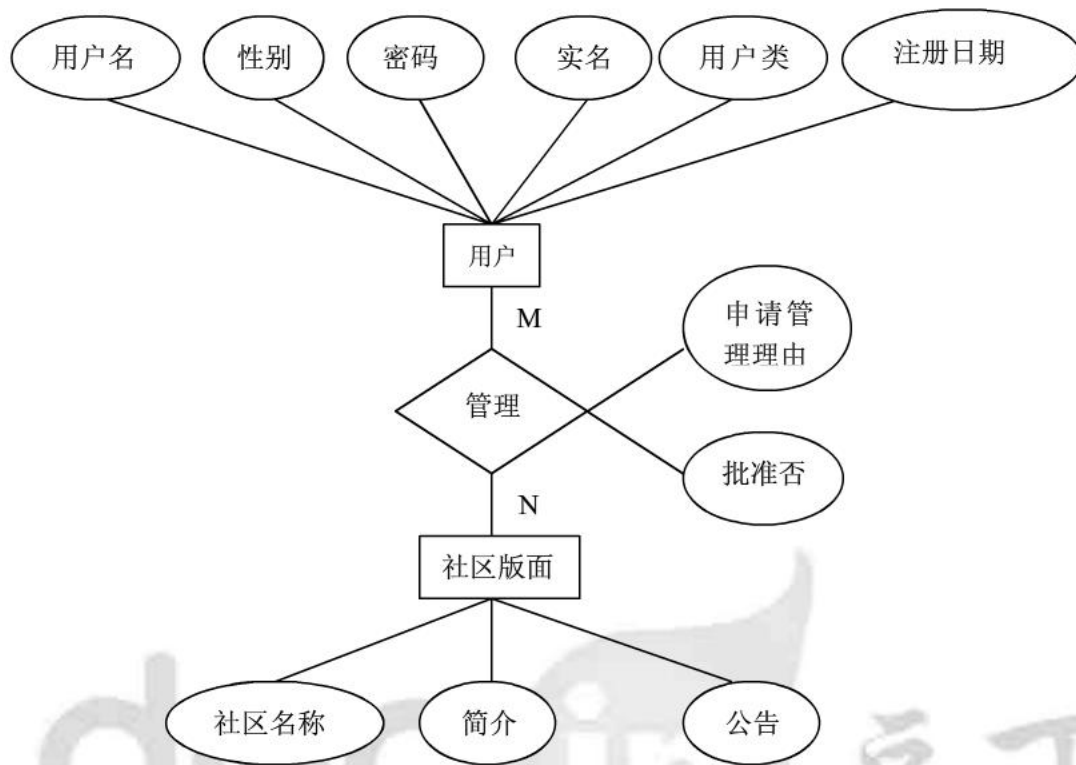 用户名
性别
密码
实名
用户类
注册日期
用户
M
申请管
理理由
管理
批准否
N
社区版面
社区名称
简介
公告